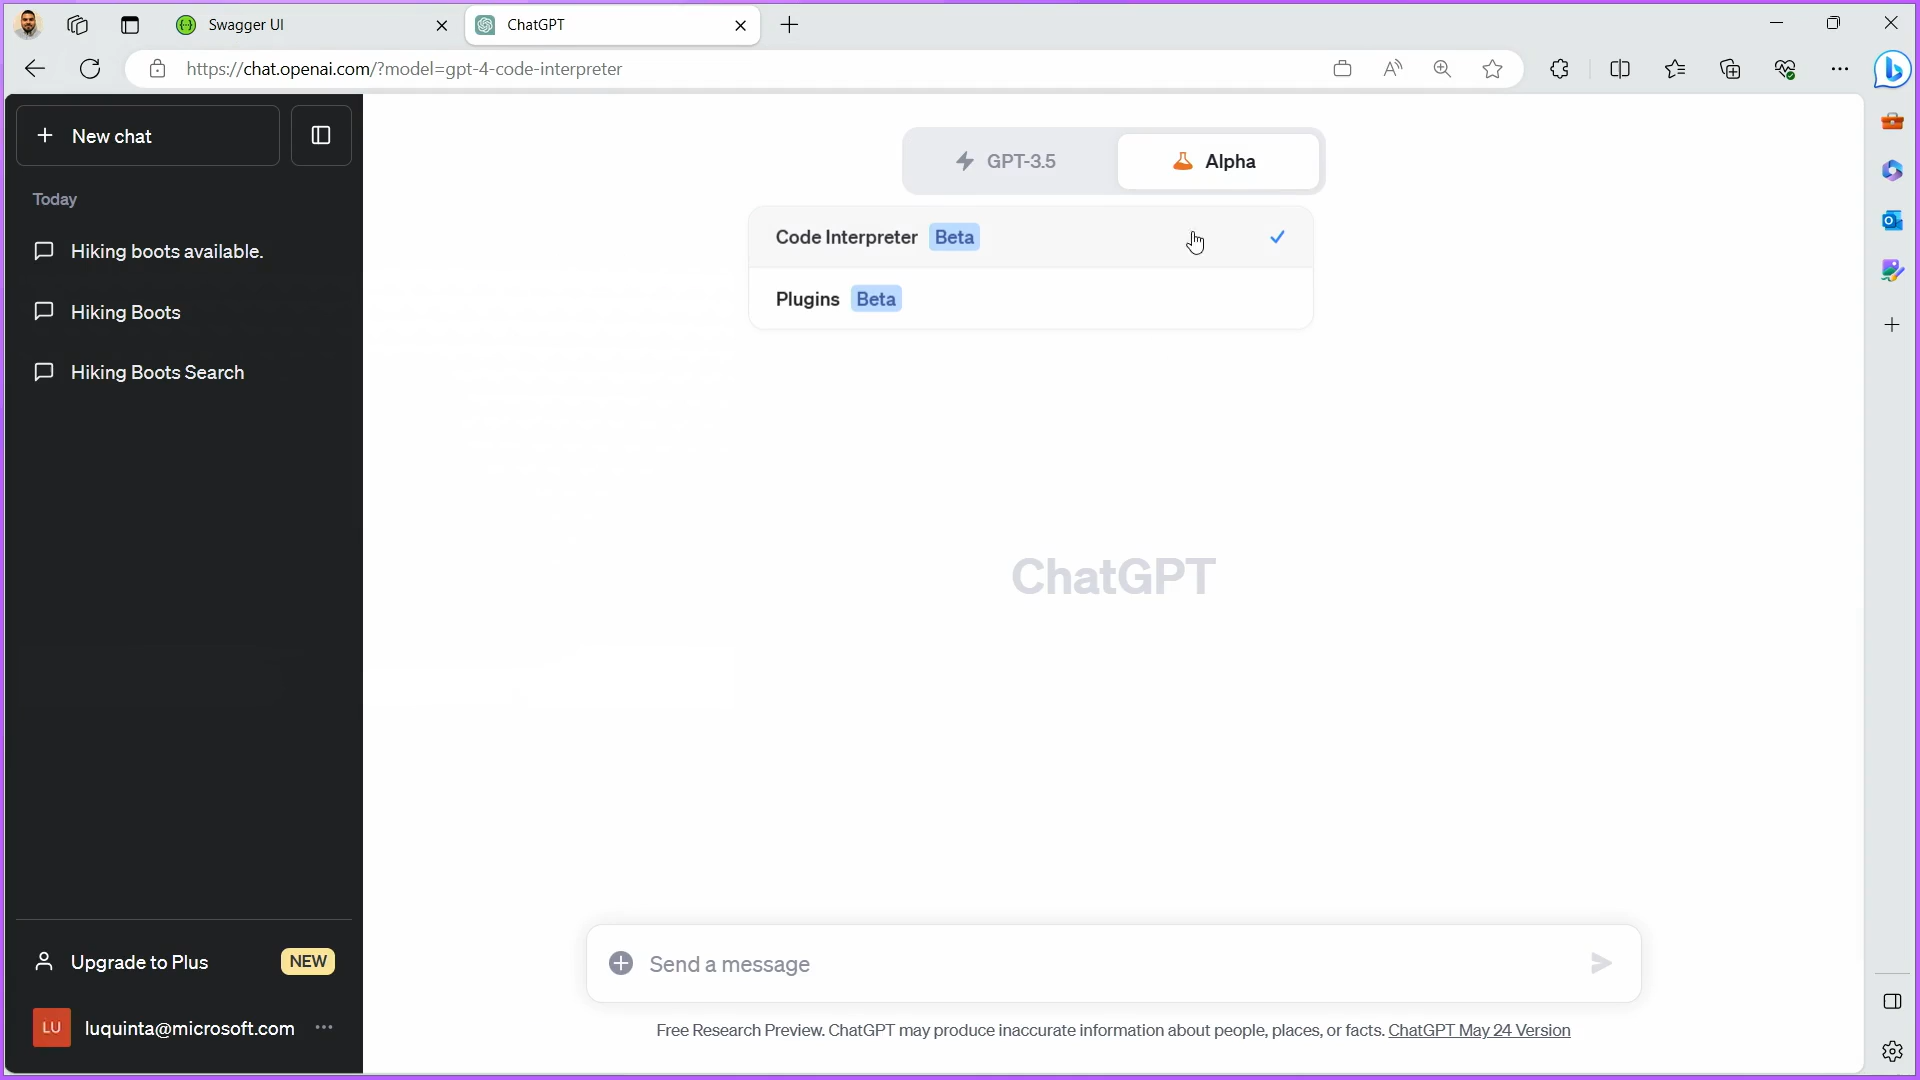 Swagger UI
ChatGPT
https://chat.openai.com/?model=gpt-4-code-interpreter
New chat
GPT-3.5
Alpha
Today
Code Interpreter Beta
Plugins Beta
Hiking boots available.
Hiking Boots
Hiking Boots Search
ChatGPT
Send a message
Upgrade to Plus NEW
LU luquinta@microsoft.com
Free Research Preview. ChatGPT may produce inaccurate information about people, places, or facts. ChatGPT May 24 Version